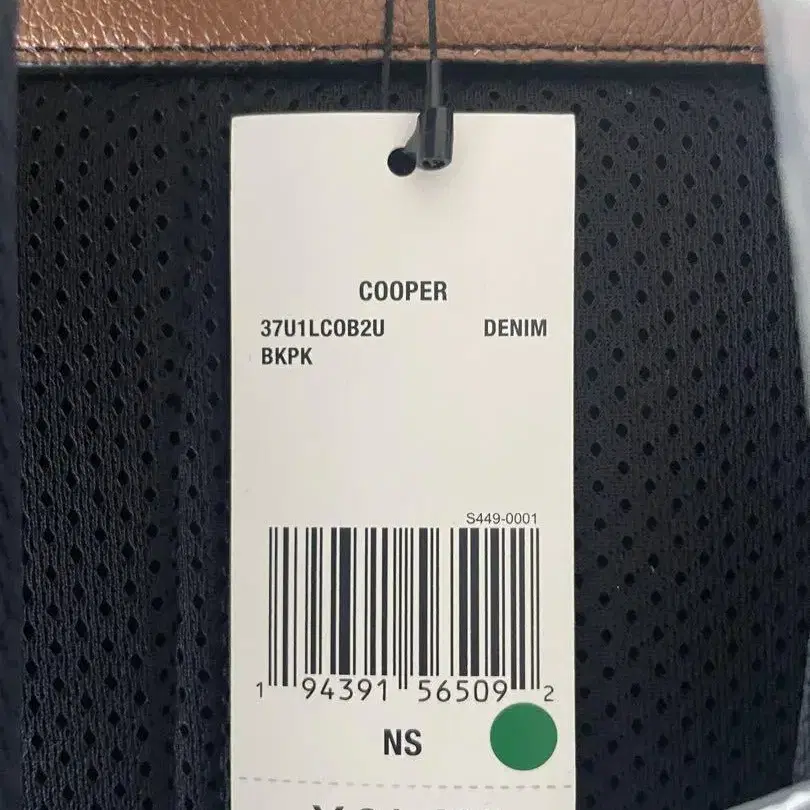 COOPER
37U1LCOB2U DENIM
BKPK
S449-0001
1 94391 56509 2
NS